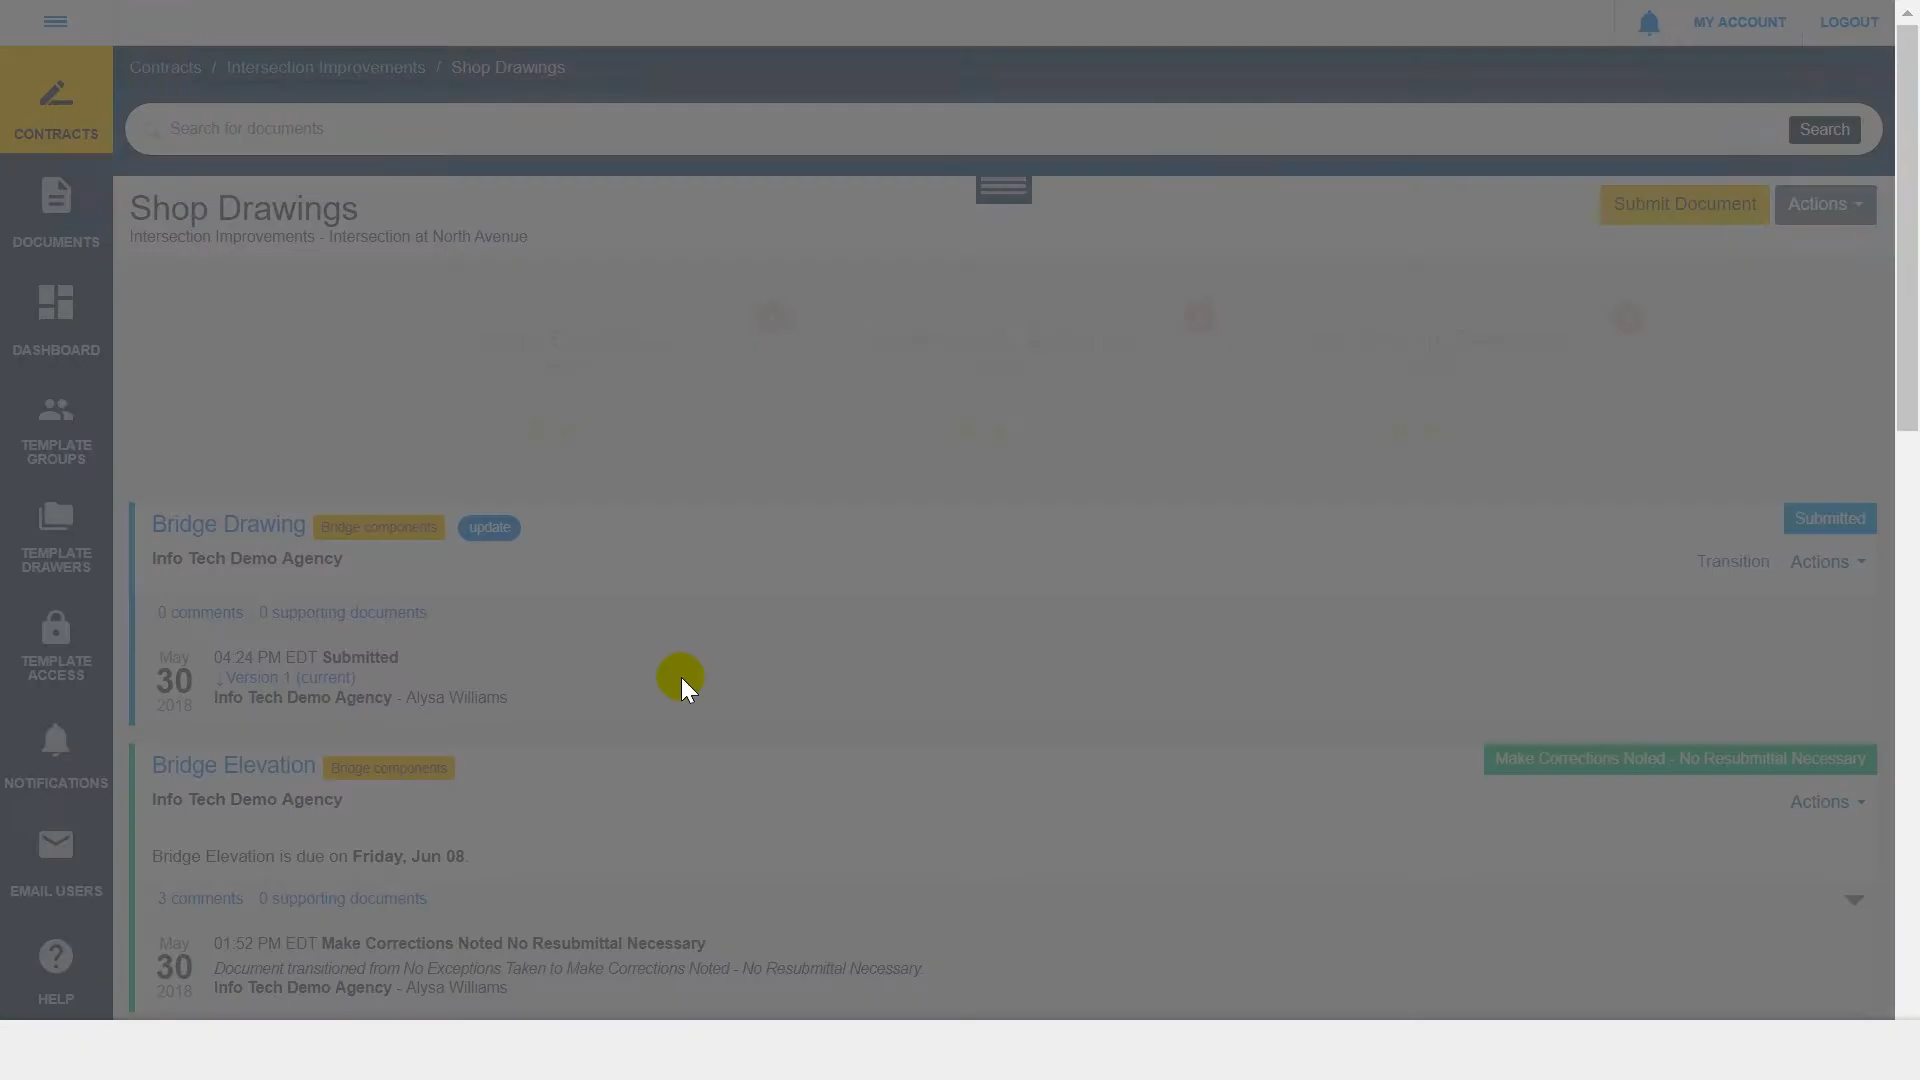 MY ACCOUNT
LOGOUT
Contracts / Intersection Improvements / Shop Drawings
Search for documents
Search
CONTRACTS
DOCUMENTS
DASHBOARD
TEMPLATE
GROUPS
TEMPLATE
DRAWERS
TEMPLATE
ACCESS
NOTIFICATIONS
EMAIL USERS
HELP
Shop Drawings
Intersection Improvements - Intersection at North Avenue
Submit Document
Actions
Bridge Drawing Bridge components update
Submitted
Info Tech Demo Agency
Transition Actions
0 comments 0 supporting documents
May
30
2018
04:24 PM EDT Submitted
Version 1 (current)
Info Tech Demo Agency - Alysa Williams
Bridge Elevation Bridge components
Make Corrections Noted - No Resubmittal Necessary
Info Tech Demo Agency
Actions
Bridge Elevation is due on Friday, Jun 08.
3 comments 0 supporting documents
May
30
2018
01:52 PM EDT Make Corrections Noted No Resubmittal Necessary
Document transitioned from No Exceptions Taken to Make Corrections Noted - No Resubmittal Necessary.
Info Tech Demo Agency - Alysa Williams